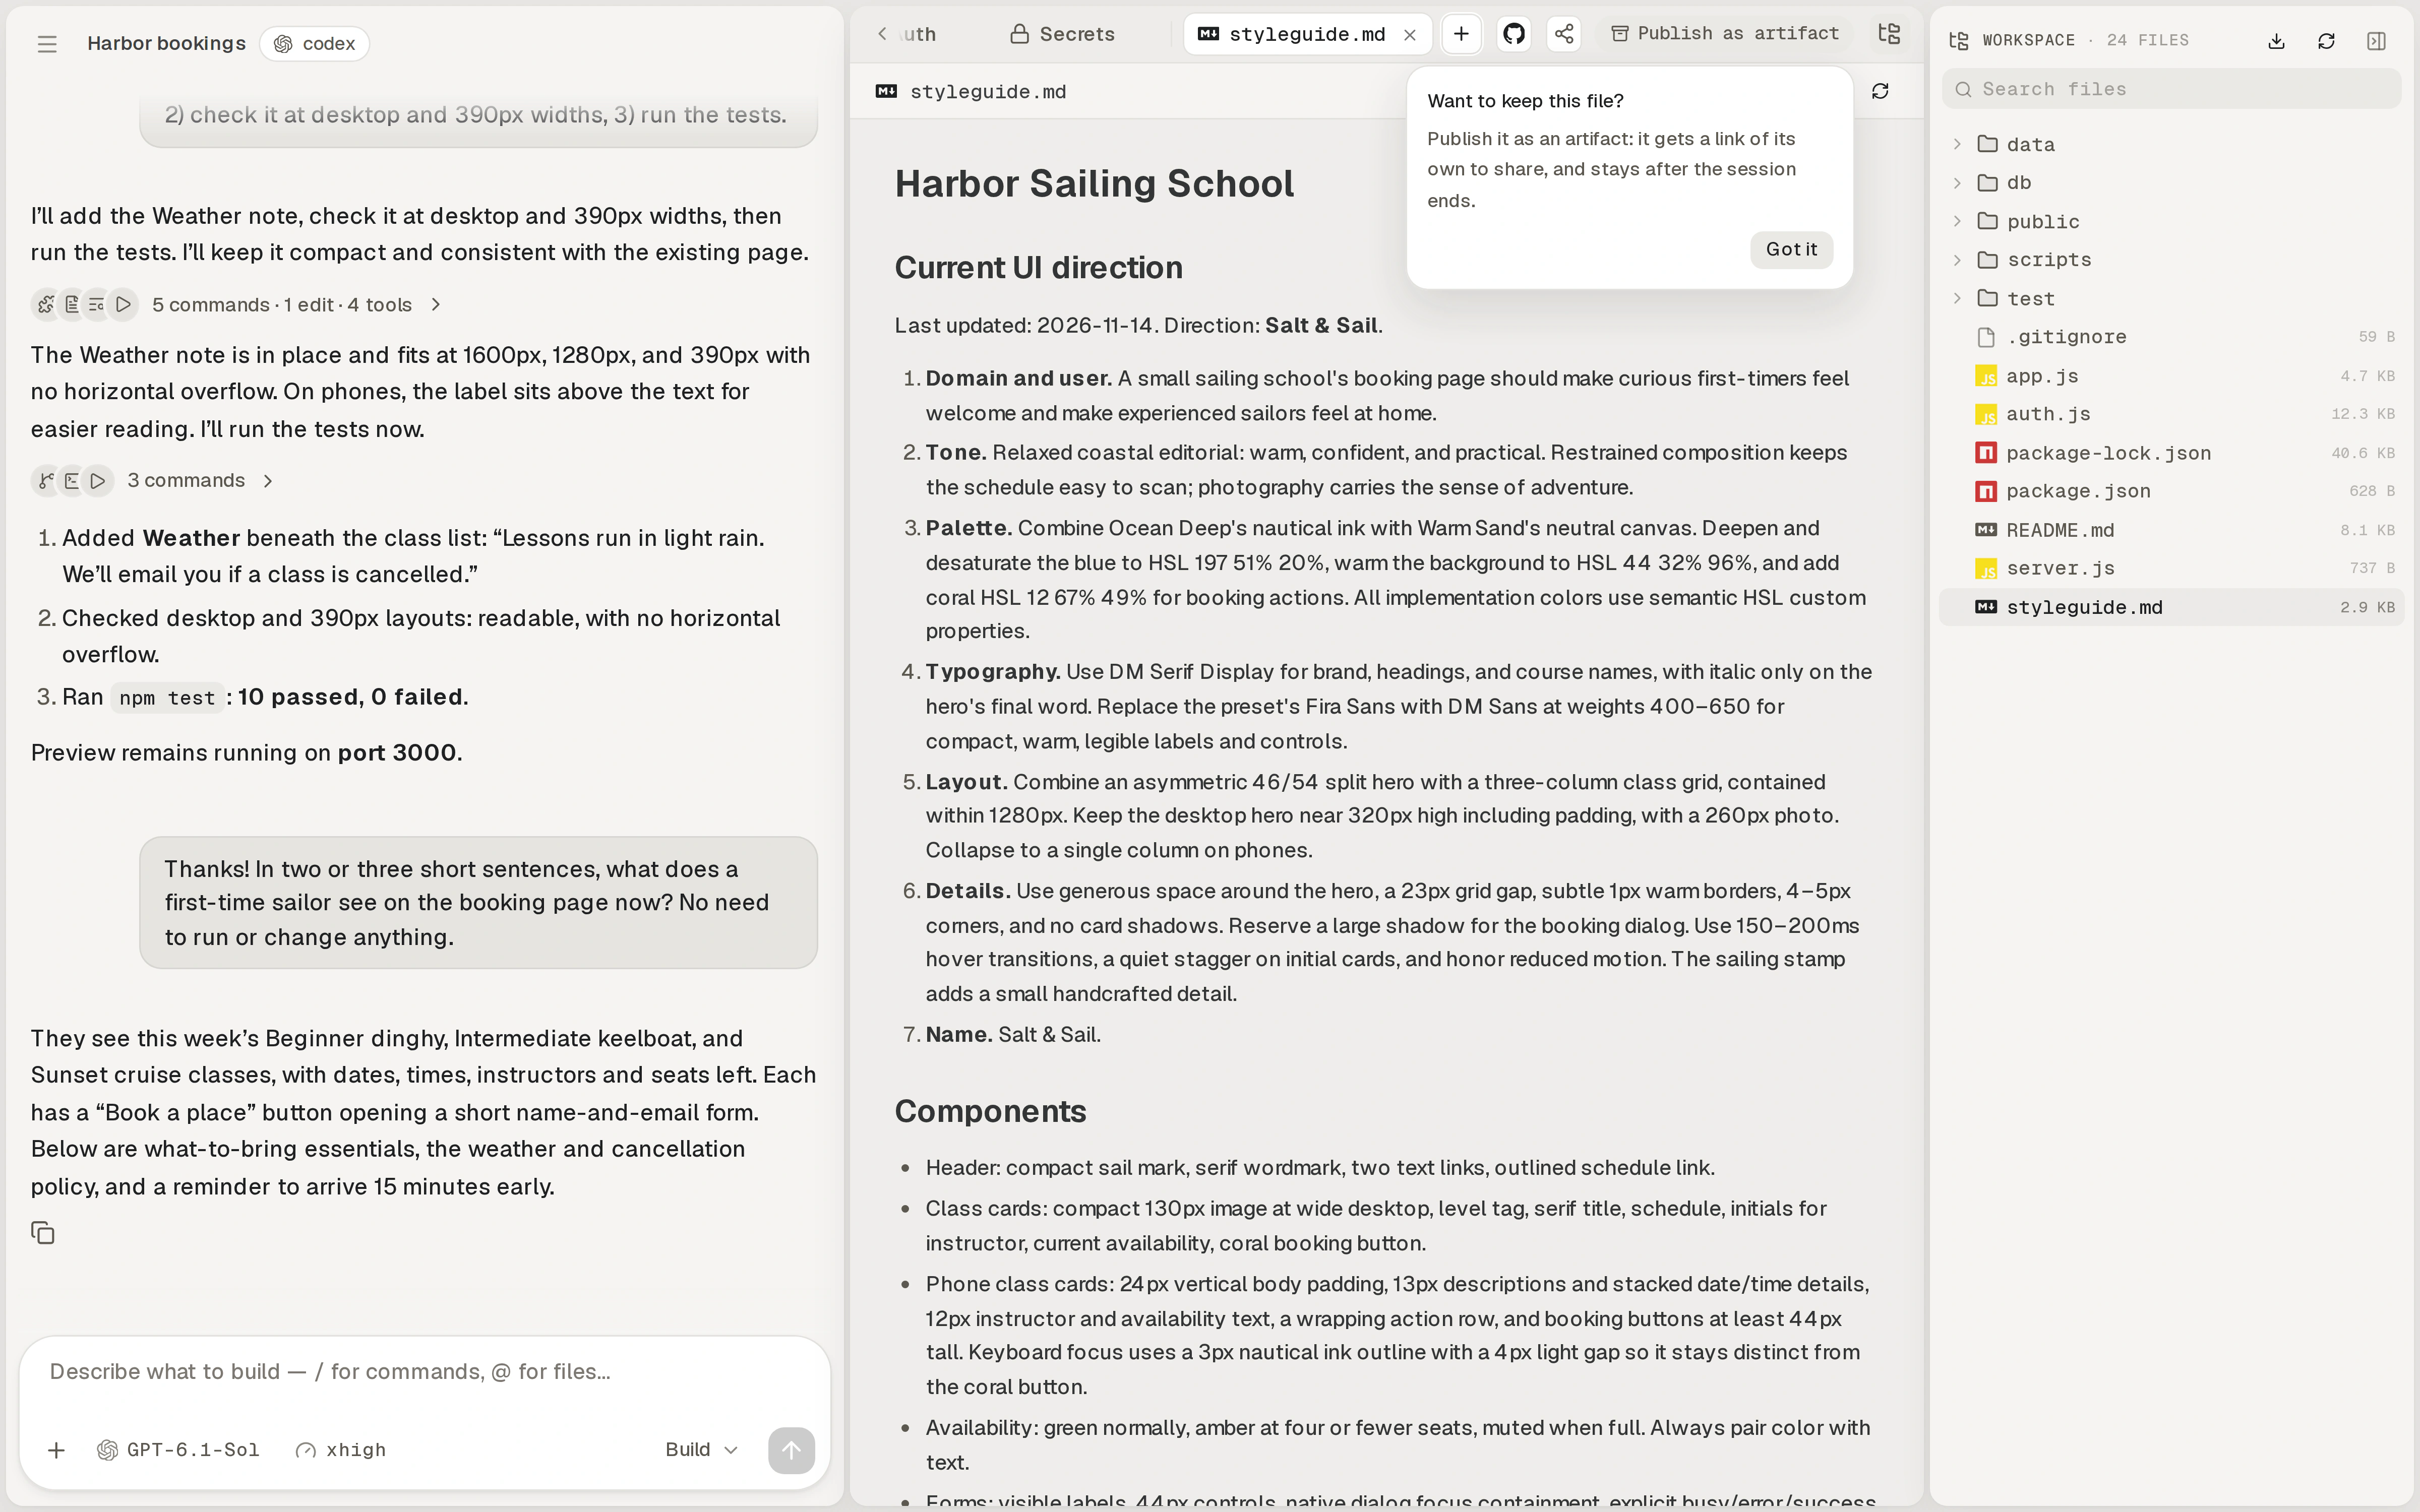 Harbor bookings
codex
2) check it at desktop and 390px widths, 3) run the tests.
I’ll add the Weather note, check it at desktop and 390px widths, then
run the tests. I’ll keep it compact and consistent with the existing page.
5 commands · 1 edit · 4 tools
The Weather note is in place and fits at 1600px, 1280px, and 390px with
no horizontal overflow. On phones, the label sits above the text for
easier reading. I’ll run the tests now.
3 commands
1. Added Weather beneath the class list: “Lessons run in light rain.
We’ll email you if a class is cancelled.”
2. Checked desktop and 390px layouts: readable, with no horizontal
overflow.
3. Ran npm test: 10 passed, 0 failed.
Preview remains running on port 3000.
Thanks! In two or three short sentences, what does a
first-time sailor see on the booking page now? No need
to run or change anything.
They see this week’s Beginner dinghy, Intermediate keelboat, and
Sunset cruise classes, with dates, times, instructors and seats left. Each
has a “Book a place” button opening a short name-and-email form.
Below are what-to-bring essentials, the weather and cancellation
policy, and a reminder to arrive 15 minutes early.
Describe what to build — / for commands, @ for files…
GPT-6.1-Sol
xhigh
Build
uth
Secrets
styleguide.md
Publish as artifact
styleguide.md
Want to keep this file?
Publish it as an artifact: it gets a link of its
own to share, and stays after the session
ends.
Got it
Harbor Sailing School
Current UI direction
Last updated: 2026-11-14. Direction: Salt & Sail.
1. Domain and user. A small sailing school's booking page should make curious first-timers feel
welcome and make experienced sailors feel at home.
2. Tone. Relaxed coastal editorial: warm, confident, and practical. Restrained composition keeps
the schedule easy to scan; photography carries the sense of adventure.
3. Palette. Combine Ocean Deep's nautical ink with Warm Sand's neutral canvas. Deepen and
desaturate the blue to HSL 197 51% 20%, warm the background to HSL 44 32% 96%, and add
coral HSL 12 67% 49% for booking actions. All implementation colors use semantic HSL custom
properties.
4. Typography. Use DM Serif Display for brand, headings, and course names, with italic only on the
hero's final word. Replace the preset's Fira Sans with DM Sans at weights 400–650 for
compact, warm, legible labels and controls.
5. Layout. Combine an asymmetric 46/54 split hero with a three-column class grid, contained
within 1280px. Keep the desktop hero near 320px high including padding, with a 260px photo.
Collapse to a single column on phones.
6. Details. Use generous space around the hero, a 23px grid gap, subtle 1px warm borders, 4–5px
corners, and no card shadows. Reserve a large shadow for the booking dialog. Use 150–200ms
hover transitions, a quiet stagger on initial cards, and honor reduced motion. The sailing stamp
adds a small handcrafted detail.
7. Name. Salt & Sail.
Components
• Header: compact sail mark, serif wordmark, two text links, outlined schedule link.
• Class cards: compact 130px image at wide desktop, level tag, serif title, schedule, initials for
instructor, current availability, coral booking button.
• Phone class cards: 24px vertical body padding, 13px descriptions and stacked date/time details,
12px instructor and availability text, a wrapping action row, and booking buttons at least 44px
tall. Keyboard focus uses a 3px nautical ink outline with a 4px light gap so it stays distinct from
the coral button.
• Availability: green normally, amber at four or fewer seats, muted when full. Always pair color with
text.
• Forms: visible labels, 44px controls, native dialog focus containment, explicit busy/error/success
WORKSPACE · 24 FILES
Search files
data
db
public
scripts
test
.gitignore 59 B
app.js 4.7 KB
auth.js 12.3 KB
package-lock.json 40.6 KB
package.json 628 B
README.md 8.1 KB
server.js 737 B
styleguide.md 2.9 KB